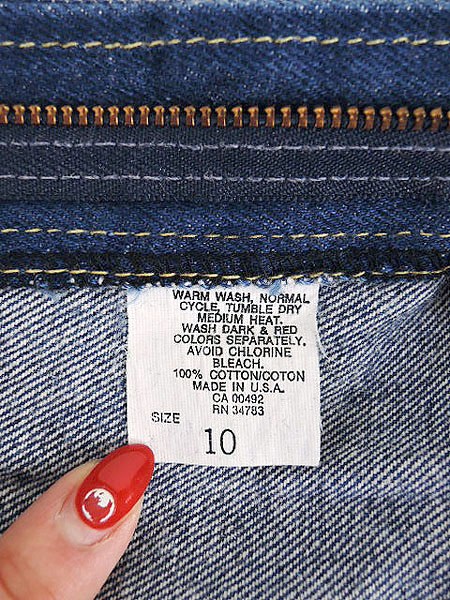 WARM WASH, NORMAL
CYCLE, TUMBLE DRY
MEDIUM HEAT.
WASH DARK & RED
COLORS SEPARATELY.
AVOID CHLORINE
BLEACH.
100% COTTON/COTON
MADE IN U.S.A.
CA 00492
RN 34783
SIZE
10